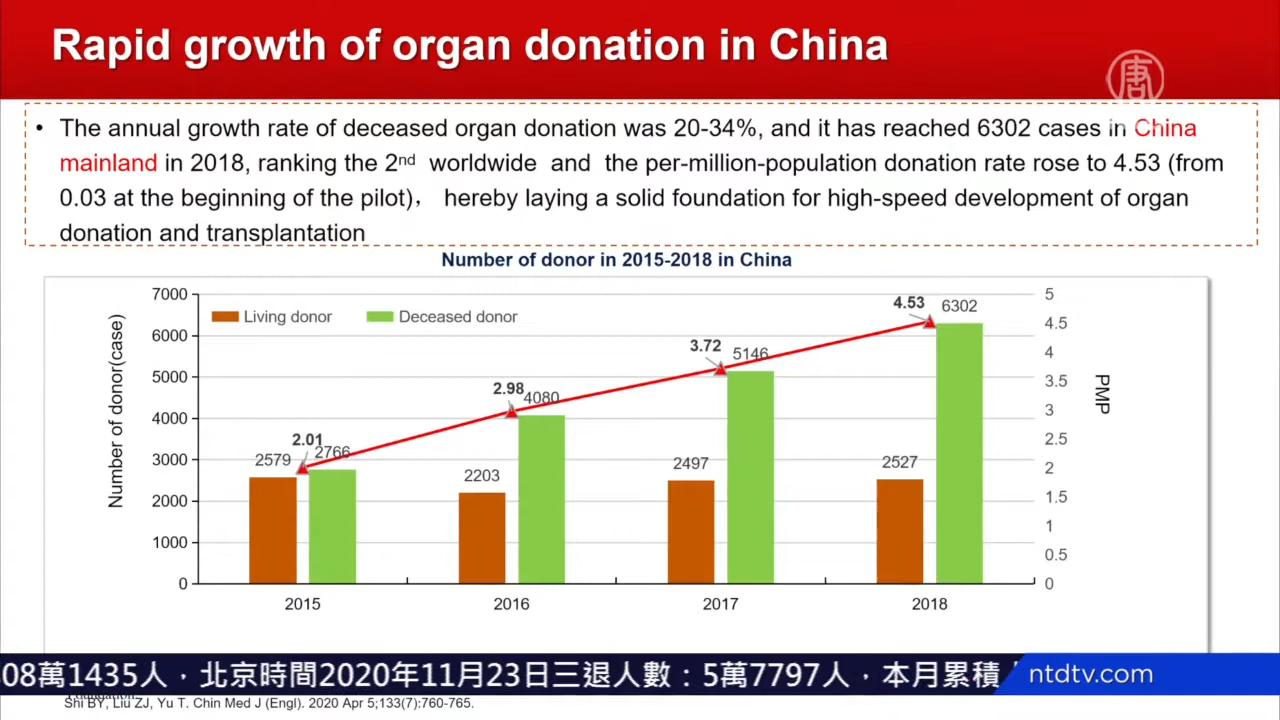 Rapid growth of organ donation in China
唐
• The annual growth rate of deceased organ donation was 20-34%, and it has reached 6302 cases in China
mainland in 2018, ranking the 2nd worldwide and the per-million-population donation rate rose to 4.53 (from
0.03 at the beginning of the pilot)， hereby laying a solid foundation for high-speed development of organ
donation and transplantation
Number of donor in 2015-2018 in China
Living donor
Deceased donor
Number of donor(case)
7000
6000
5000
4000
3000
2000
1000
0
2579
2.01
2766
2203
2.98
4080
2497
3.72
5146
2527
4.53
6302
5
4.5
4
3.5
3
2.5
2
1.5
1
0.5
0
PMP
2015
2016
2017
2018
08萬1435人，北京時間2020年11月23日三退人數：5萬7797人，本月累積
ntdtv.com
Shi BY, Liu ZJ, Yu T. Chin Med J (Engl). 2020 Apr 5;133(7):760-765.